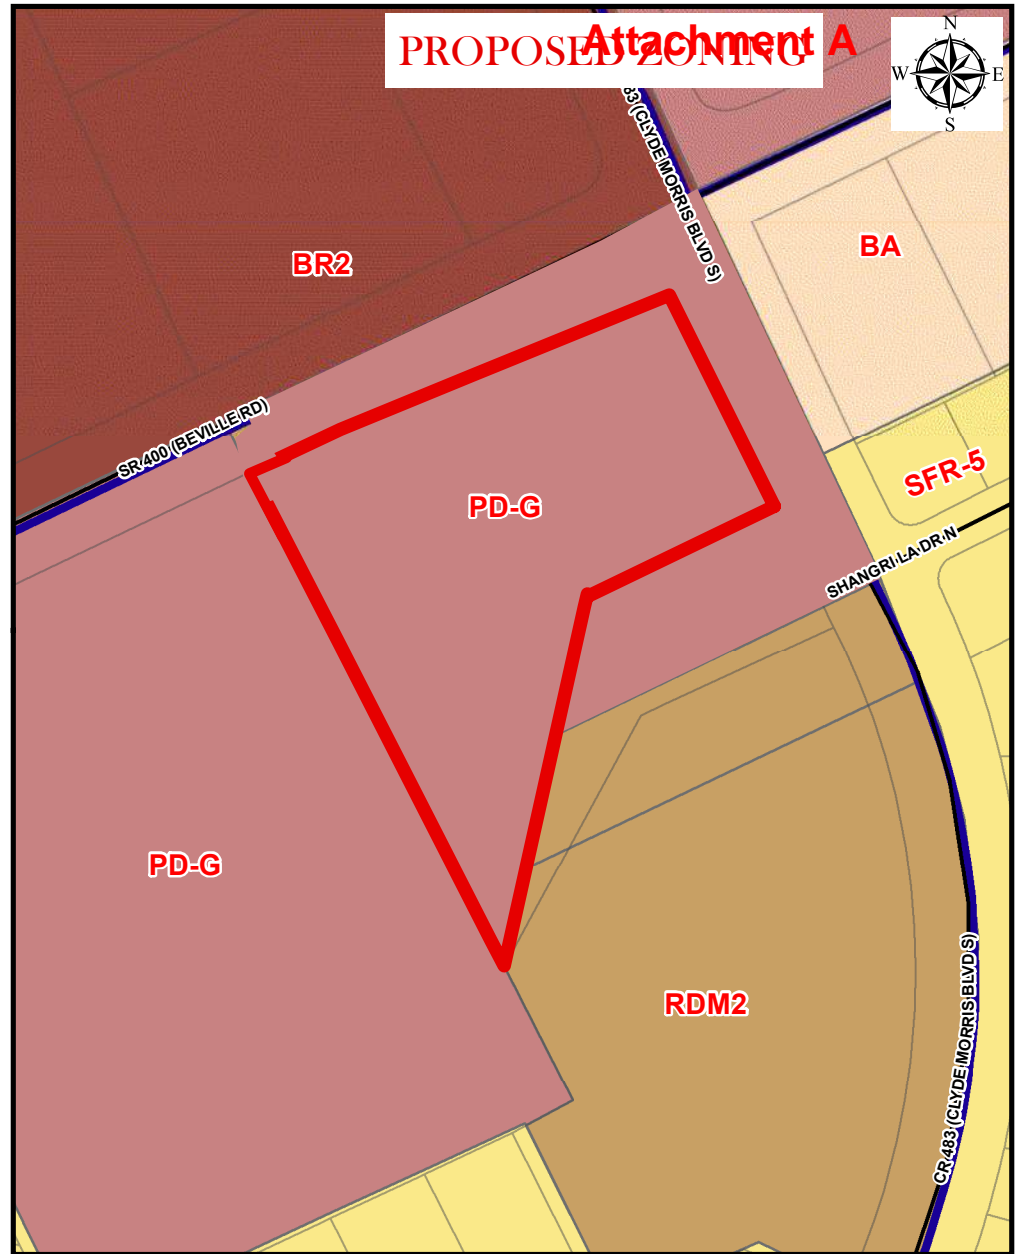 Attachment A
PROPOSED ZONING
N
W E
S
83 (CLYDE MORRIS BLVD S)
BA
BR2
SR 400 (BEVILLE RD)
SFR-5
PD-G
SHANGRI LA DR N
PD-G
RDM2
CR 483 (CLYDE MORRIS BLVD S)